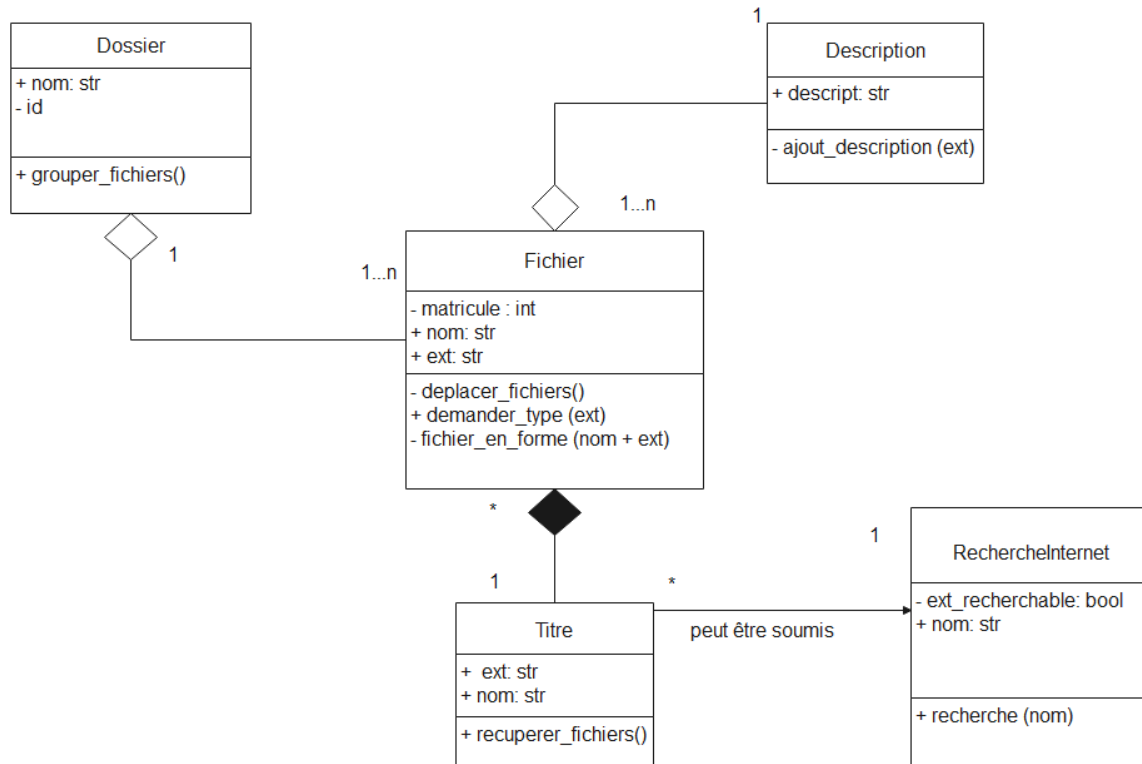 Dossier
+ nom: str
- id
+ grouper_fichiers()
1
1
Description
+ descript: str
- ajout_description (ext)
1...n
1...n
Fichier
- matricule : int
+ nom: str
+ ext: str
- deplacer_fichiers()
+ demander_type (ext)
- fichier_en_forme (nom + ext)
*
1
Titre
+ ext: str
+ nom: str
+ recuperer_fichiers()
*
peut être soumis
1
RechercheInternet
- ext_recherchable: bool
+ nom: str
+ recherche (nom)